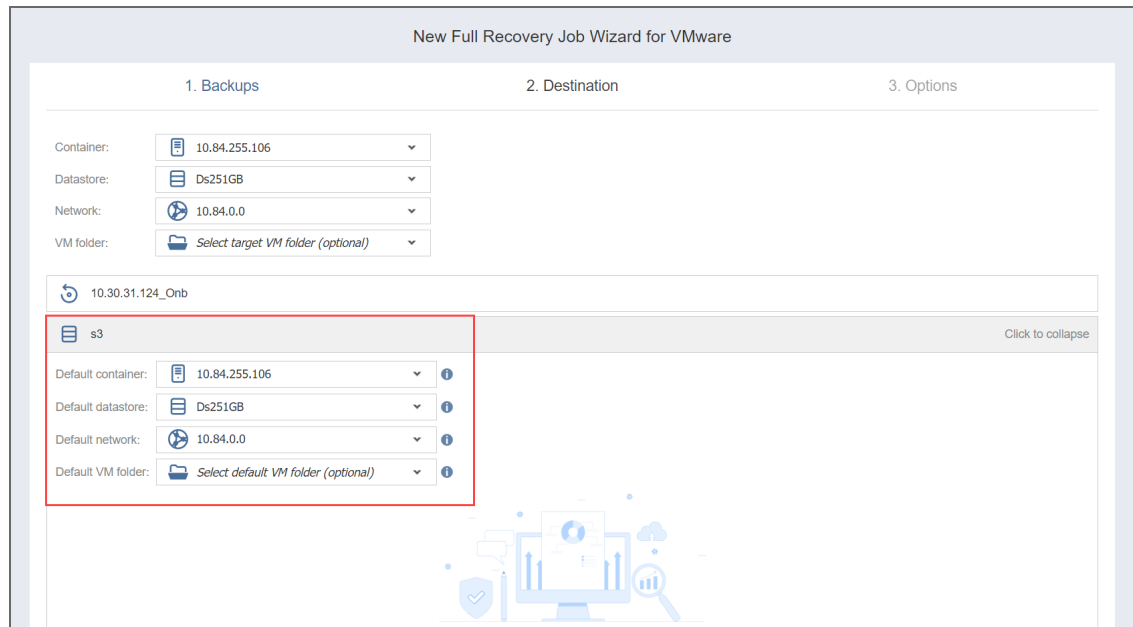 New Full Recovery Job Wizard for VMware
1. Backups 2. Destination 3. Options
Container: 10.84.255.106
Datastore: Ds251GB
Network: 10.84.0.0
VM folder: Select target VM folder (optional)
10.30.31.124_Onb
s3 Click to collapse
Default container: 10.84.255.106
Default datastore: Ds251GB
Default network: 10.84.0.0
Default VM folder: Select default VM folder (optional)